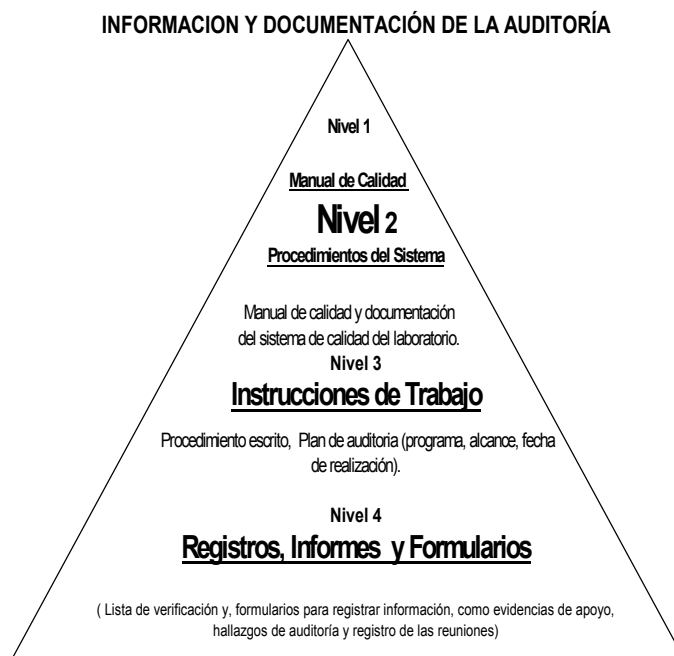 INFORMACION Y DOCUMENTACIÓN DE LA AUDITORÍA
Nivel 1
Manual de Calidad
Nivel 2
Procedimientos del Sistema
Manual de calidad y documentación
del sistema de calidad del laboratorio.
Nivel 3
Instrucciones de Trabajo
Procedimiento escrito, Plan de auditoria (programa, alcance, fecha
de realización).
Nivel 4
Registros, Informes y Formularios
( Lista de verificación y, formularios para registrar información, como evidencias de apoyo,
hallazgos de auditoría y registro de las reuniones)